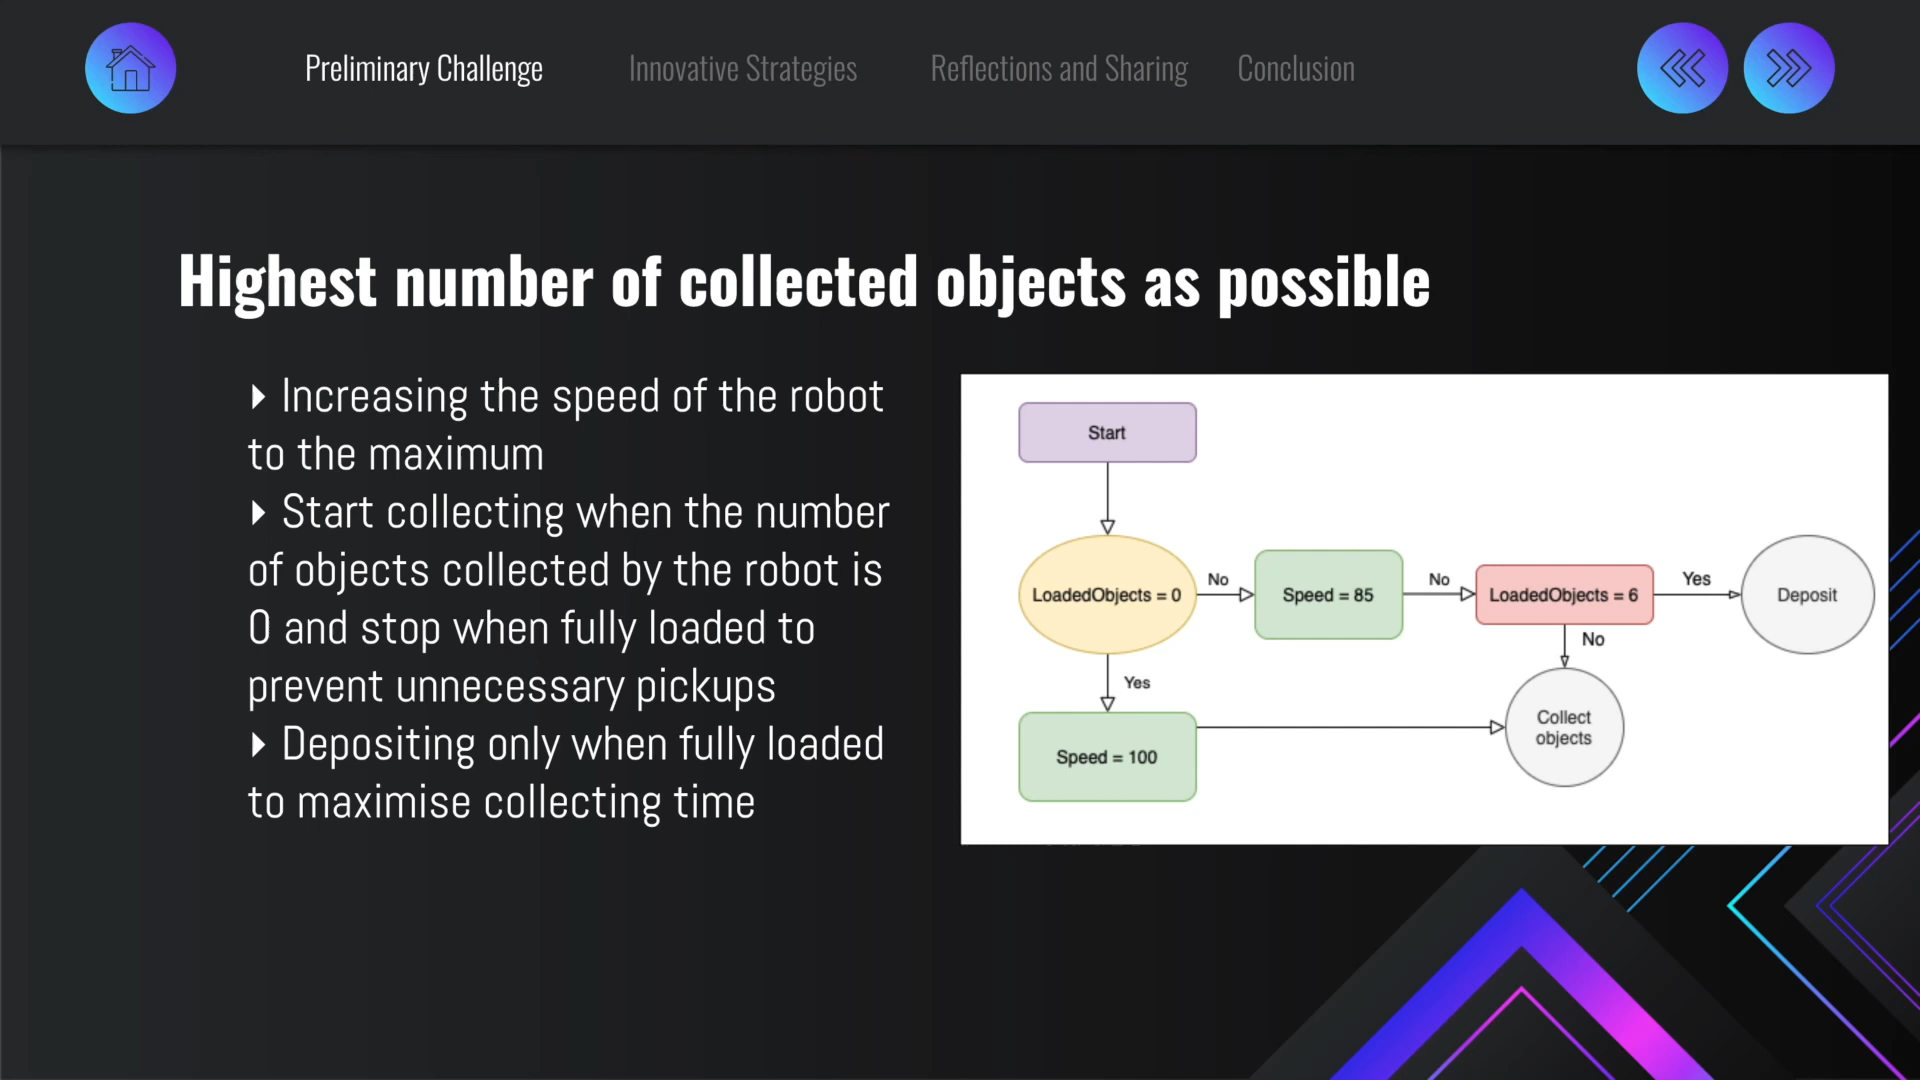 Preliminary Challenge
Innovative Strategies
Reflections and Sharing
Conclusion
Highest number of collected objects as possible
Increasing the speed of the robot
to the maximum
Start collecting when the number
of objects collected by the robot is
0 and stop when fully loaded to
prevent unnecessary pickups
Depositing only when fully loaded
to maximise collecting time
Start
LoadedObjects = 0
No
Speed = 85
No
LoadedObjects = 6
Yes
Deposit
No
Yes
Collect
objects
Speed = 100